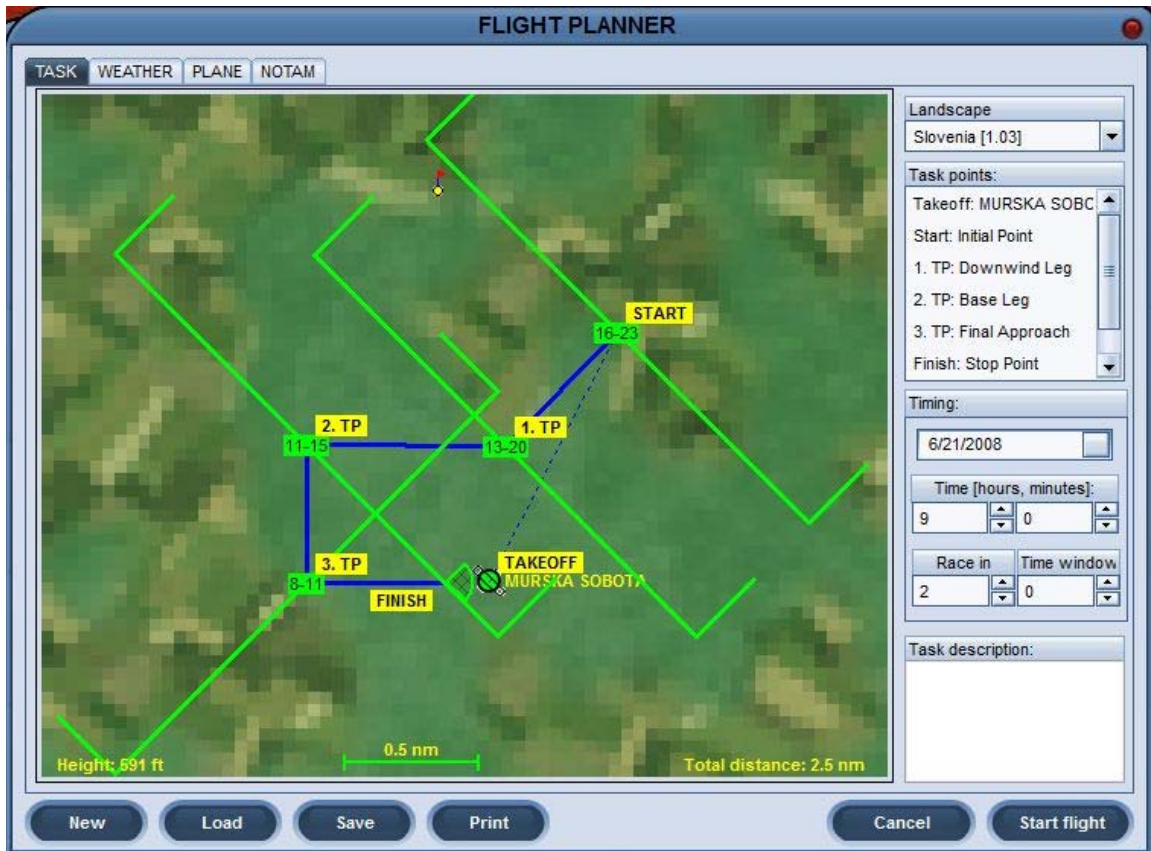 FLIGHT PLANNER
TASK WEATHER PLANE NOTAM
START
16-23
2. TP
1. TP
11-15
13-20
3. TP
TAKEOFF
8-11
MURSKA SOBOTA
FINISH
0.5 nm
Height: 591 ft
Total distance: 2.5 nm
Landscape
Slovenia [1.03]
Task points:
Takeoff: MURSKA SOBC
Start: Initial Point
1. TP: Downwind Leg
2. TP: Base Leg
3. TP: Final Approach
Finish: Stop Point
Timing:
6/21/2008
Time [hours, minutes]:
9 0
Race in Time window
2 0
Task description:
New Load Save Print Cancel Start flight